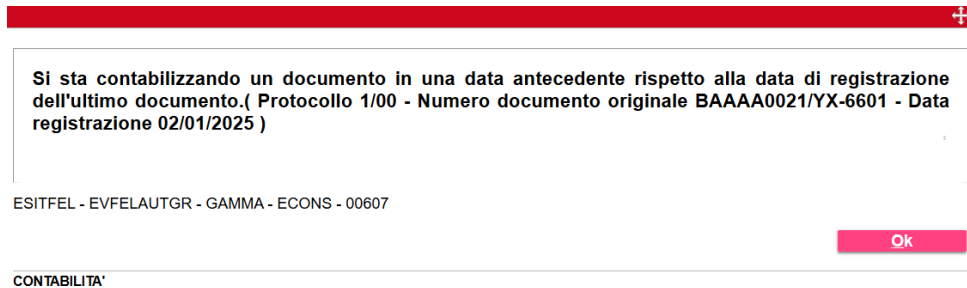 Si sta contabilizzando un documento in una data antecedente rispetto alla data di registrazione
dell'ultimo documento.( Protocollo 1/00 - Numero documento originale BAAAA0021/YX-6601 - Data
registrazione 02/01/2025 )
ESITFEL - EVFELAUTGR - GAMMA - ECONS - 00607
Ok
CONTABILITA'